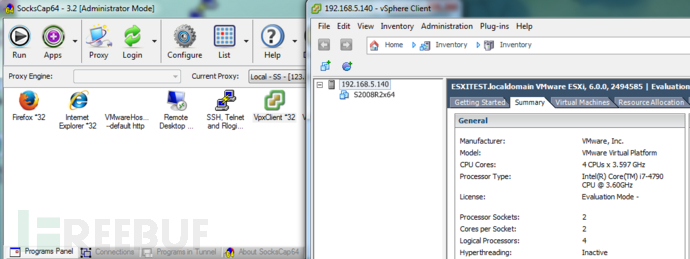 SocksCap64 - 3.2 [Administrator Mode]
Run
Apps
Proxy
Login
Configure
List
Help
Proxy Engine:
Current Proxy:
Local - SS - [123.
Firefox *32
Internet
Explorer *32
VMwareHos...
--default http
Remote
Desktop ...
SSH, Telnet
and Rlogi...
VpxClient *32
REEBUF
Programs Panel
Connections
Programs in Tunnel
About SocksCap64
192.168.5.140 - vSphere Client
File Edit View Inventory Administration Plug-ins Help
Home Inventory Inventory
192.168.5.140
S2008R2x64
ESXITEST.localdomain VMware ESXi, 6.0.0, 2494585 | Evaluation
Getting Started Summary Virtual Machines Resource Allocation
General
Manufacturer: VMware, Inc.
Model: VMware Virtual Platform
CPU Cores: 4 CPUs x 3.597 GHz
Processor Type: Intel(R) Core(TM) i7-4790
CPU @ 3.60GHz
License: Evaluation Mode -
Processor Sockets: 2
Cores per Socket: 2
Logical Processors: 4
Hyperthreading: Inactive